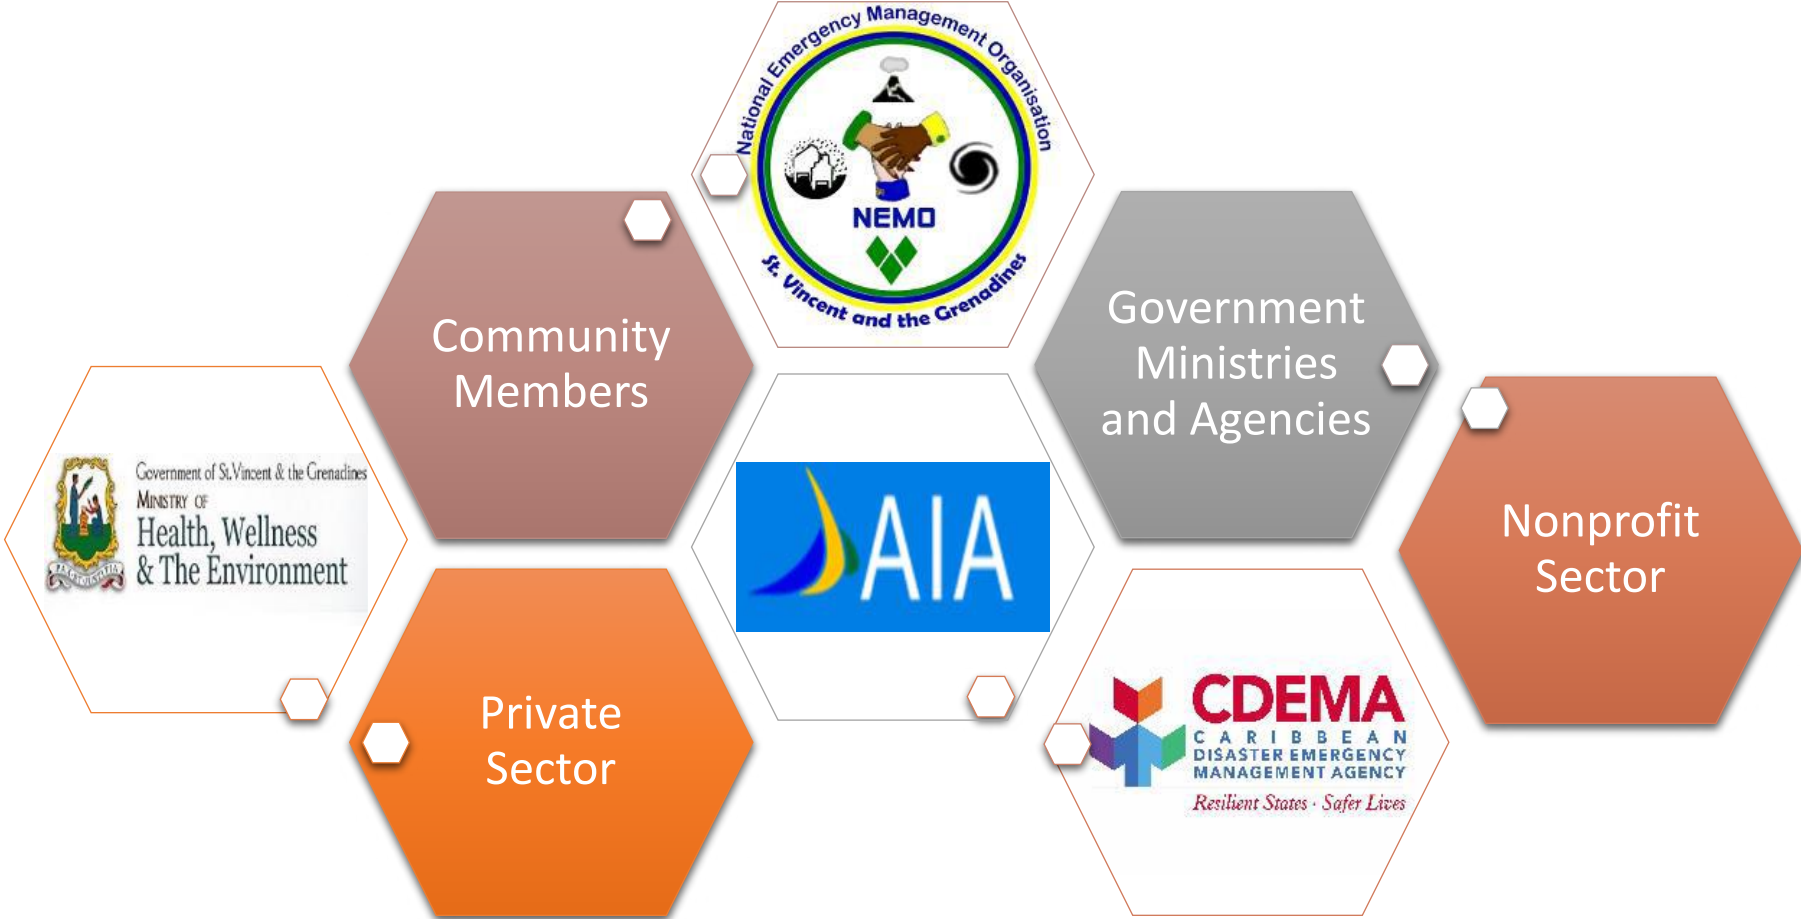 National Emergency Management Organisation
NEMO
St. Vincent and the Grenadines
Community
Members
Government
Ministries
and Agencies
Government of St. Vincent & the Grenadines
MINISTRY OF
Health, Wellness
& The Environment
AIA
Nonprofit
Sector
Private
Sector
CDEMA
CARIBBEAN
DISASTER EMERGENCY
MANAGEMENT AGENCY
Resilient States · Safer Lives